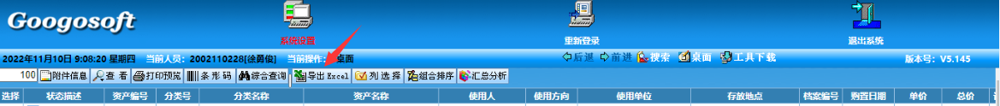 Googosoft
系统设置 重新登录 退出系统
2022年11月10日 9:08:20 星期四 当前人员：2002110228[徐勇俊] 当前操作：桌面 后退 前进 搜索 桌面 工具下载 版本号：V5.145
100 附件信息 查 看 打印预览 条 形 码 综合查询 导出 Excel 列 选 择 组合排序 汇总分析
选择 状态描述 资产编号 分类号 分类名称 资产名称 使用人 使用方向 使用单位 存放地点 档案编号 购置日期 单价 总价